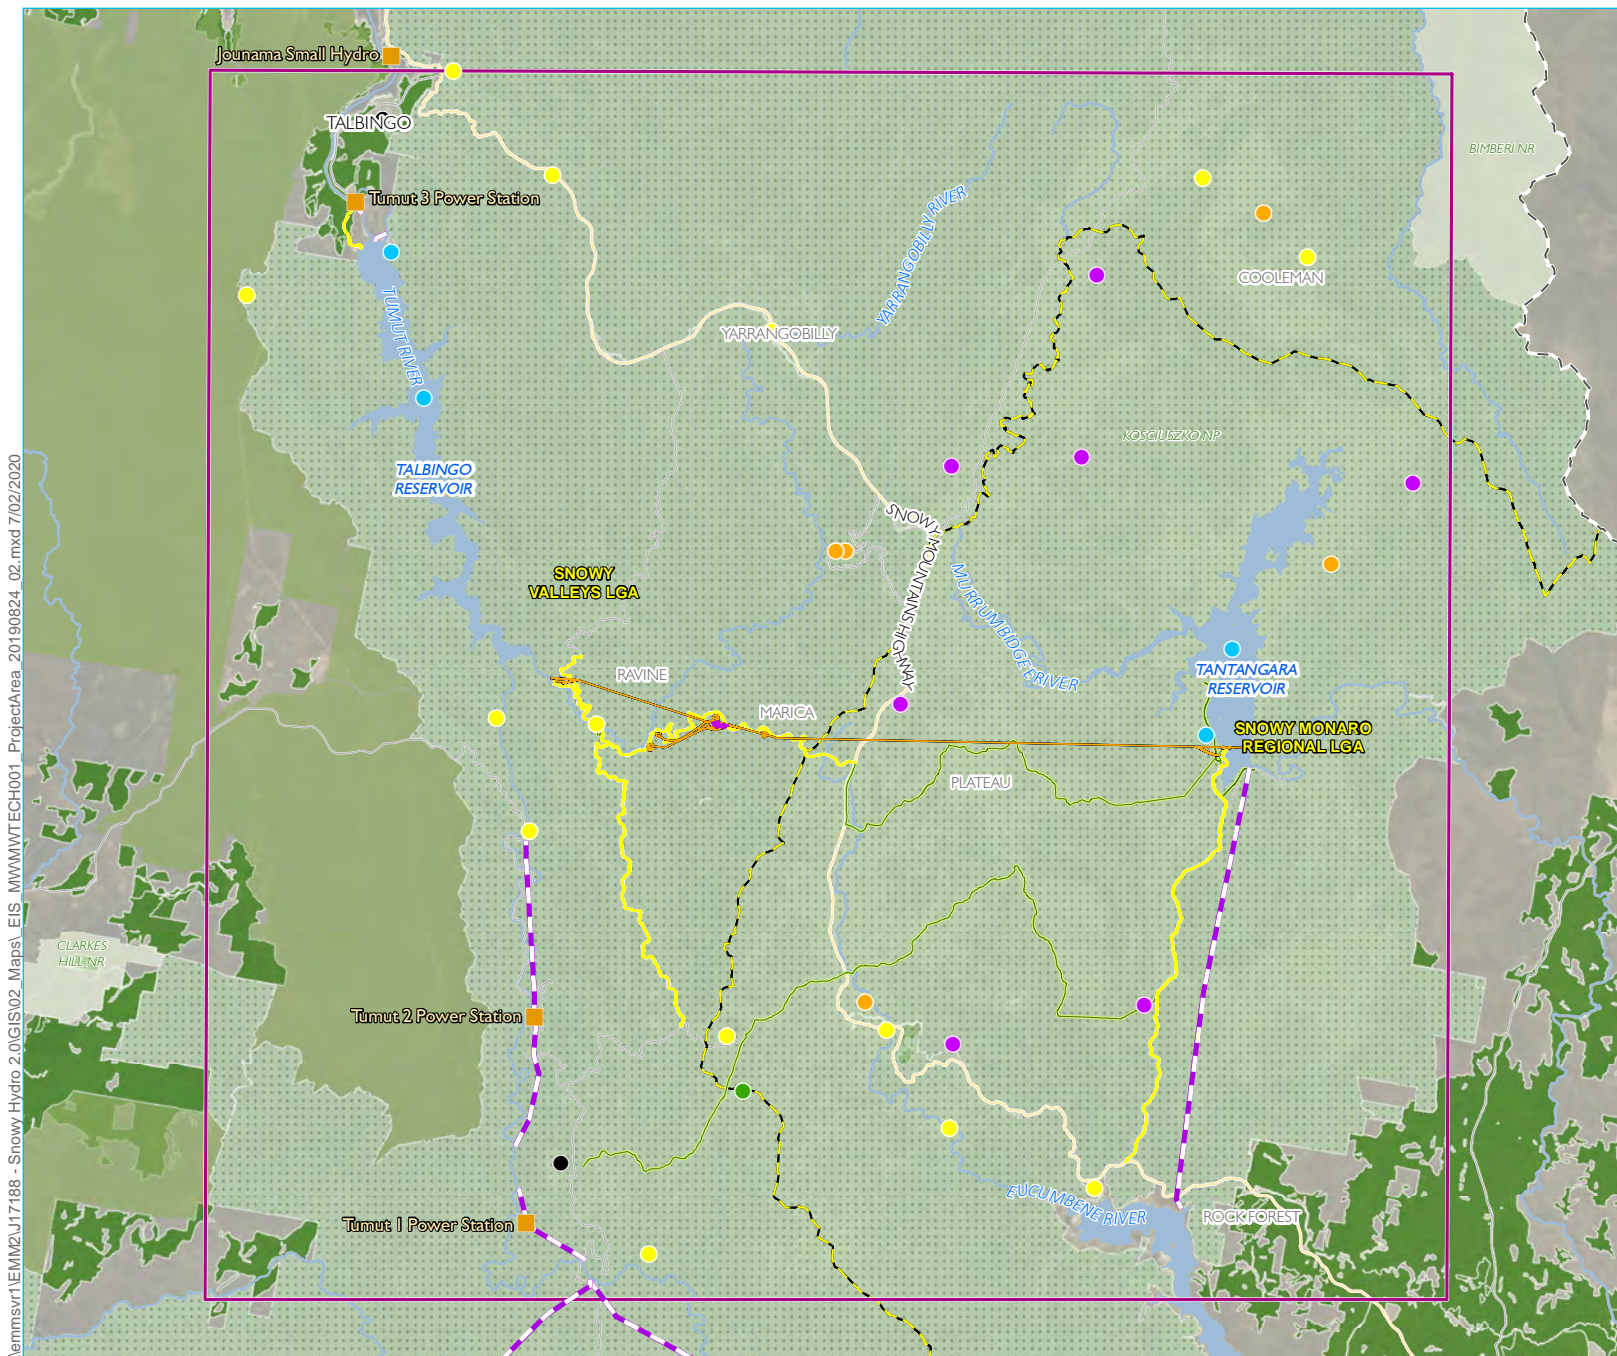 Jounama Small Hydro
TALBINGO
BIMBERI NR
Tumut 3 Power Station
YARRANGOBILLY RIVER
COOLEMAN
TUMUT RIVER
YARRANGOBILLY
KOSCIUSZKO NP
TALBINGO
RESERVOIR
SNOWY MOUNTAINS HIGHWAY
SNOWY
VALLEYS LGA
MURRUMBIDGEE RIVER
RAVINE
TANTANGARA
RESERVOIR
MARICA
SNOWY MONARO
REGIONAL LGA
PLATEAU
CLARKES
HILL NR
Tumut 2 Power Station
EUCUMBENE RIVER
ROCK FOREST
Tumut 1 Power Station
\emmsvr1\EMM2\J17188 - Snowy Hydro 2.0\GIS\02_Maps\_EIS_MW\MWTECH001_ProjectArea_20190824_02.mxd 7/02/2020